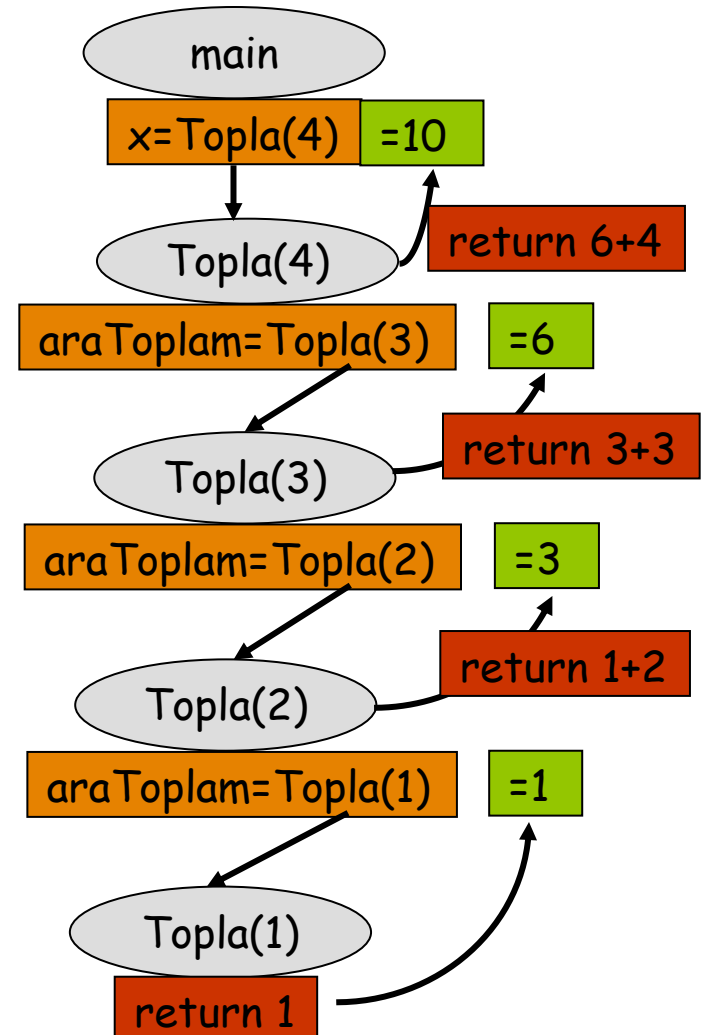 main
x=Topla(4) =10
Topla(4)
return 6+4
araToplam=Topla(3) =6
return 3+3
Topla(3)
araToplam=Topla(2) =3
return 1+2
Topla(2)
araToplam=Topla(1) =1
Topla(1)
return 1